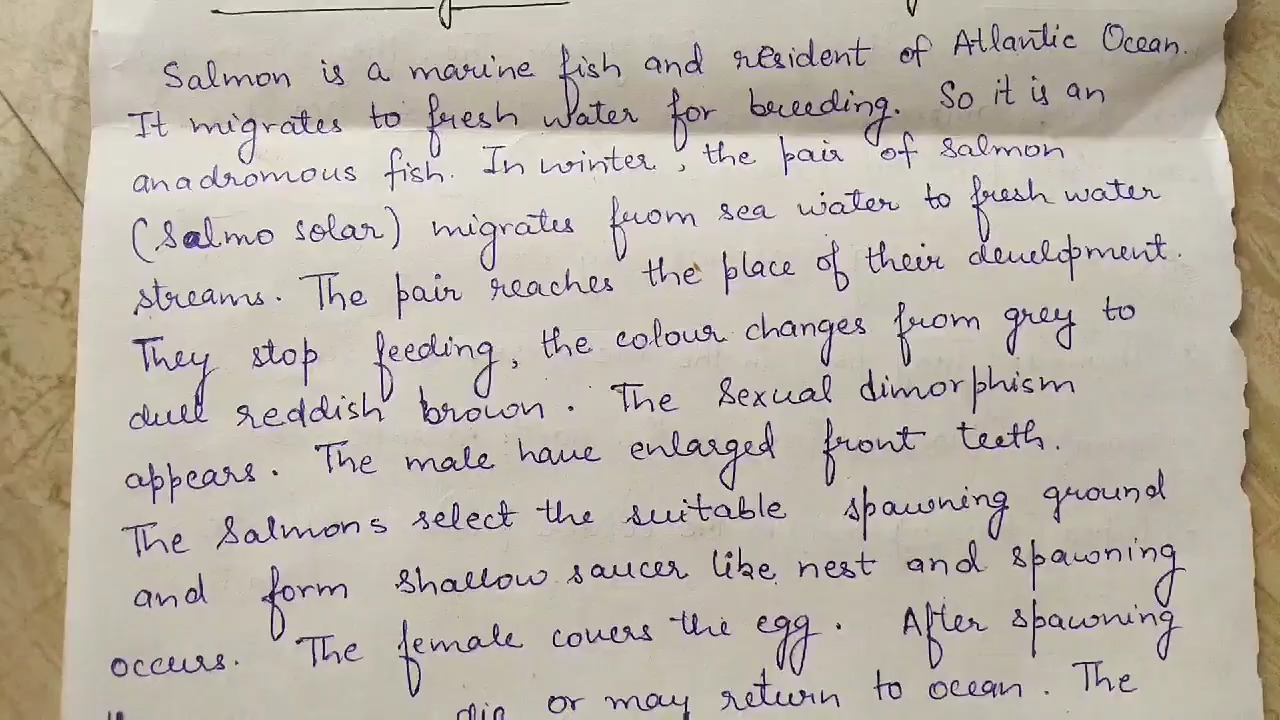 Salmon is a marine fish and resident of Atlantic Ocean.
It migrates to fresh water for breeding. So it is an
anadromous fish. In winter, the pair of salmon
(Salmo solar) migrates from sea water to fresh water
streams. The pair reaches the place of their development.
They stop feeding, the colour changes from grey to
dull reddish brown. The Sexual dimorphism
appears. The male have enlarged front teeth.
The Salmons select the suitable spawning ground
and form shallow saucer like nest and spawning
occurs. The female covers the egg. After spawning
or may return to ocean. The